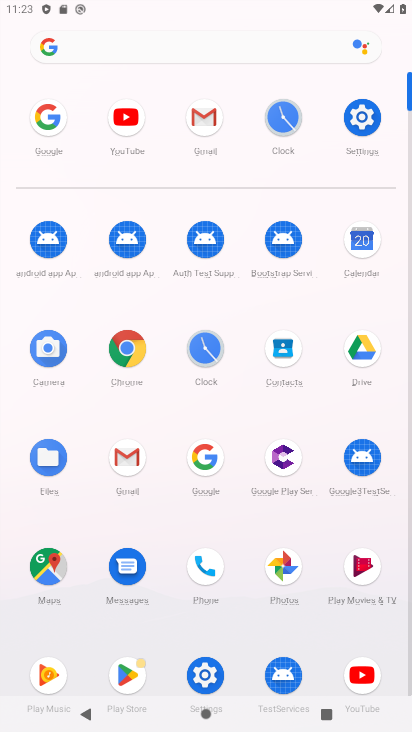 11:23
Google YouTube Gmail Clock Settings
android app Ap android app Ap Auth Test Supp Bootstrap Servi Calendar
20
Camera Chrome Clock Contacts Drive
Files Gmail Google Google Play Ser Google3TestSe
Maps Messages Phone Photos Play Movies & TV
Play Music Play Store Settings TestServices YouTube